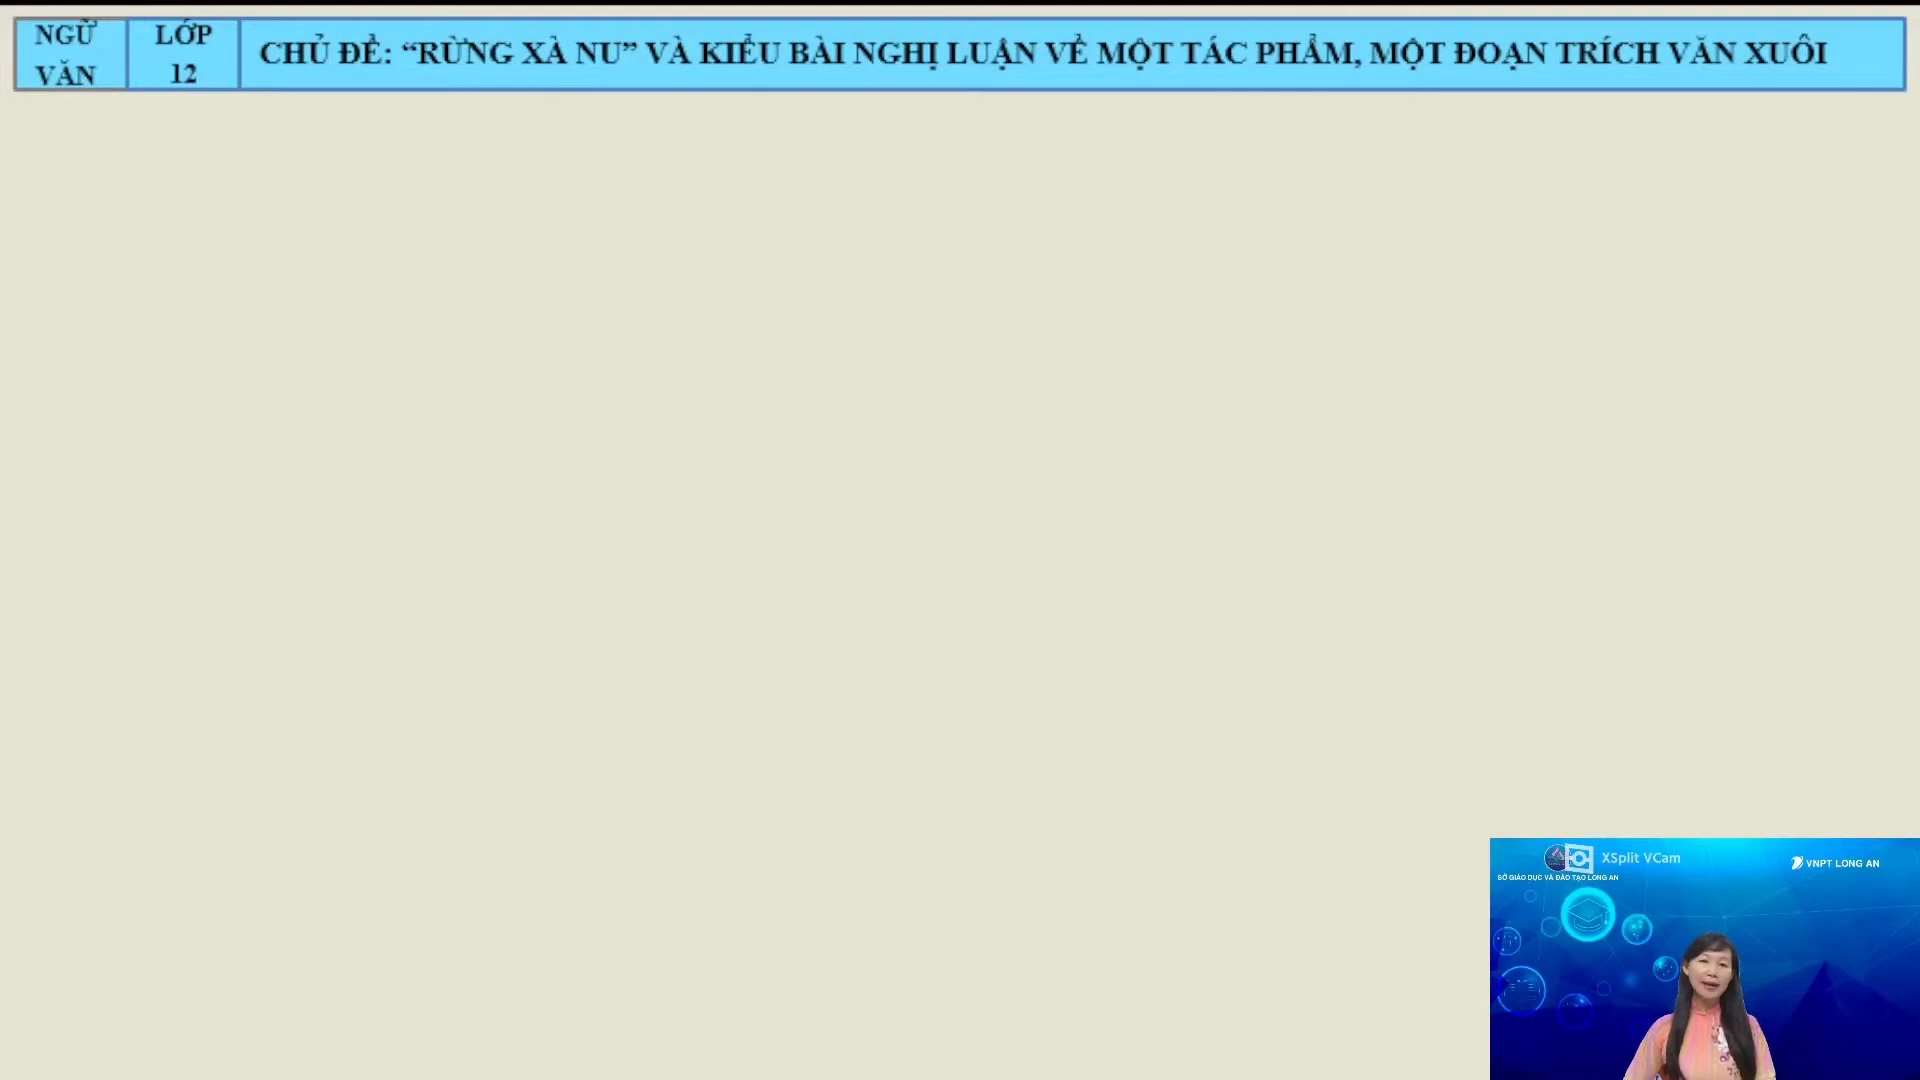 NGỮ
VĂN
LỚP
12
CHỦ ĐỀ: “RỪNG XÀ NU” VÀ KIỂU BÀI NGHỊ LUẬN VỀ MỘT TÁC PHẨM, MỘT ĐOẠN TRÍCH VĂN XUÔI
XSplit VCam
VNPT LONG AN
SỞ GIÁO DỤC VÀ ĐÀO TẠO LONG AN